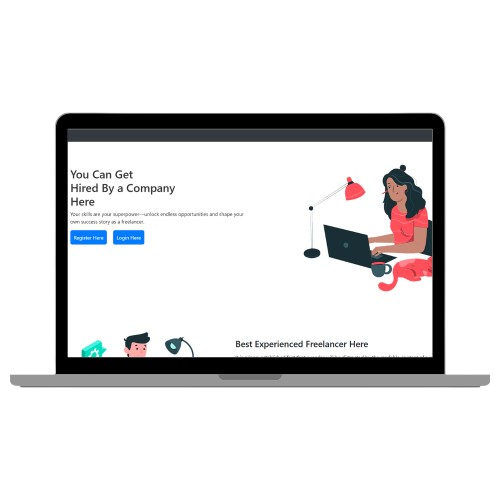 You Can Get
Hired By a Company
Here
Your skills are your superpower—unlock endless opportunities and shape your
own success story as a freelancer.
Register Here
Login Here
Best Experienced Freelancer Here